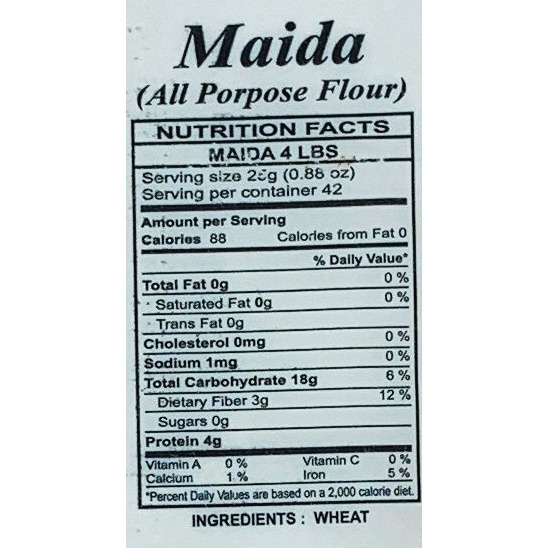 Maida
(All Porpose Flour)
NUTRITION FACTS
MAIDA 4 LBS
Serving size 25g (0.88 oz)
Serving per container 42
Amount per Serving
Calories 88 Calories from Fat 0
% Daily Value*
Total Fat 0g 0 %
Saturated Fat 0g 0 %
Trans Fat 0g
Cholesterol 0mg 0 %
Sodium 1mg 0 %
Total Carbohydrate 18g 6 %
Dietary Fiber 3g 12 %
Sugars 0g
Protein 4g
Vitamin A 0 % Vitamin C 0 %
Calcium 1 % Iron 5 %
*Percent Daily Values are based on a 2,000 calorie diet.
INGREDIENTS : WHEAT